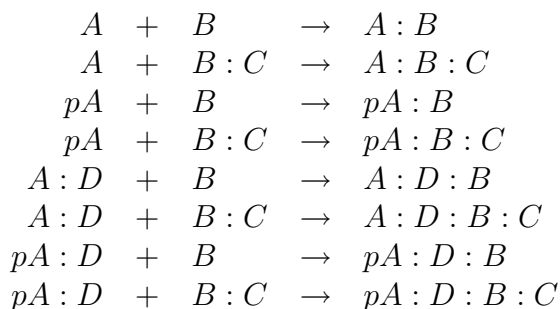 A + B → A : B
A + B : C → A : B : C
pA + B → pA : B
pA + B : C → pA : B : C
A : D + B → A : D : B
A : D + B : C → A : D : B : C
pA : D + B → pA : D : B
pA : D + B : C → pA : D : B : C